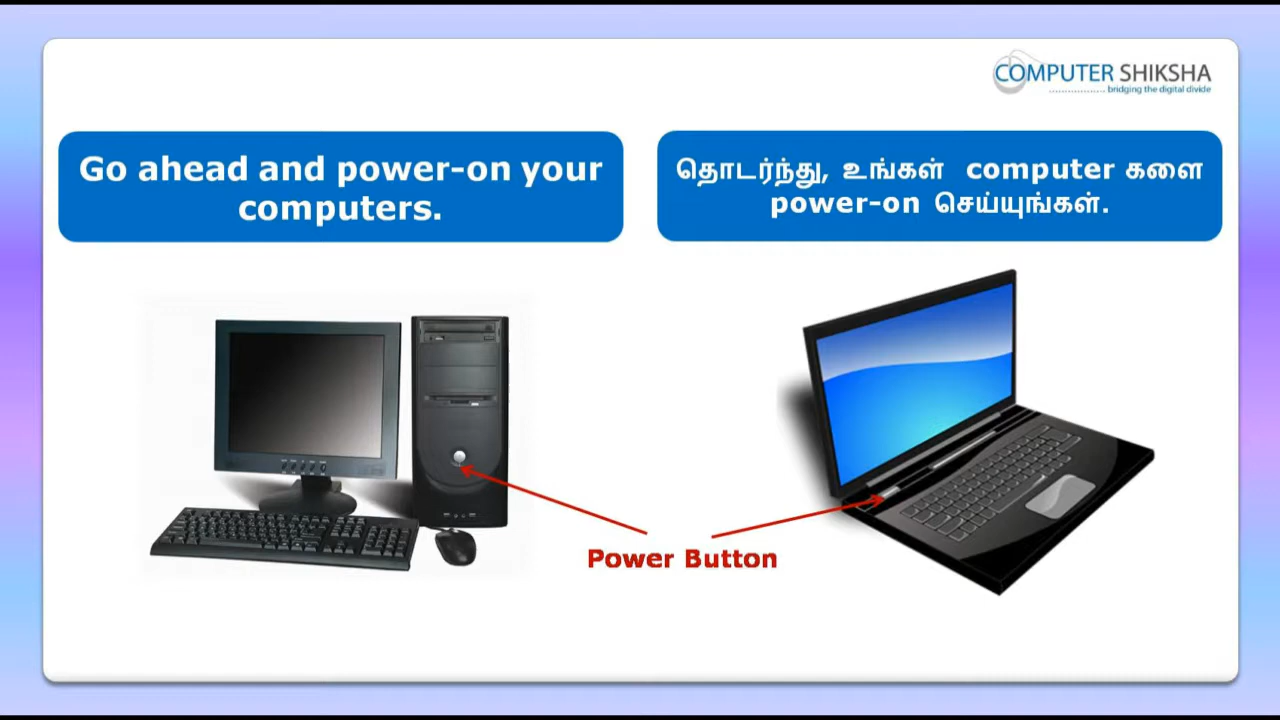 COMPUTER SHIKSHA
bridging the digital divide
Go ahead and power-on your
computers.
தொடர்ந்து, உங்கள் computer களை
power-on செய்யுங்கள்.
Power Button